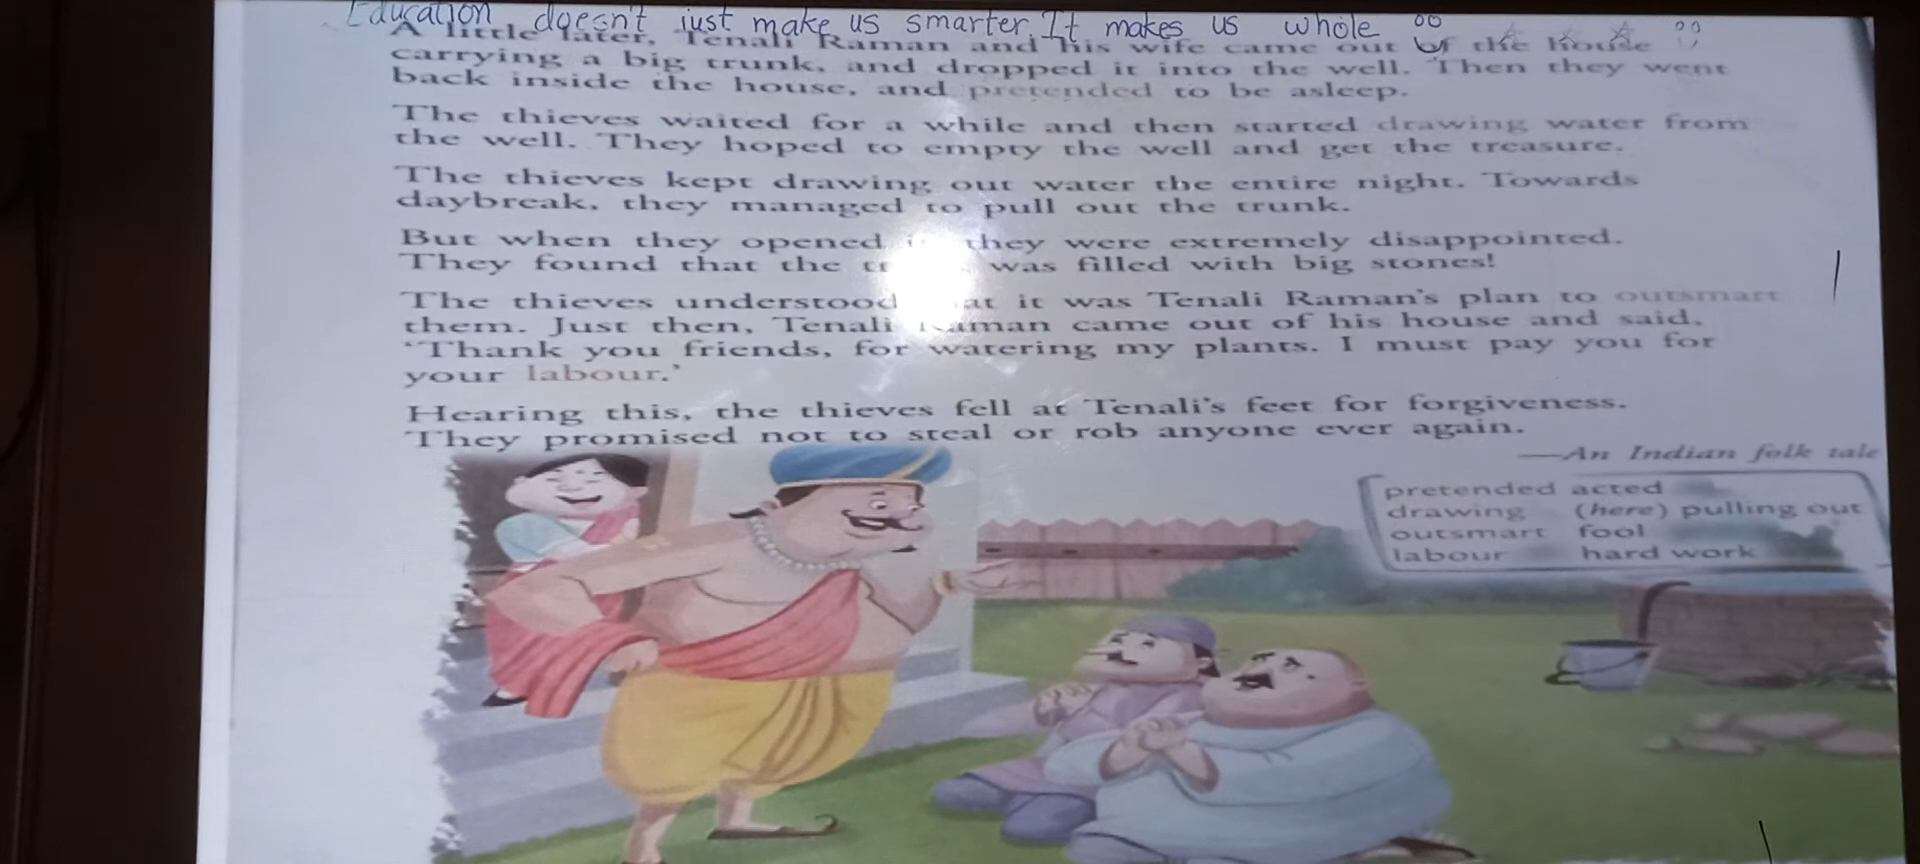 Education doesn't just make us smarter. It makes us whole
A little later, Tenali Raman and his wife came out of the house
carrying a big trunk, and dropped it into the well. Then they went
back inside the house, and pretended to be asleep.
The thieves waited for a while and then started drawing water from
the well. They hoped to empty the well and get the treasure.
The thieves kept drawing out water the entire night. Towards
daybreak, they managed to pull out the trunk.
But when they opened they were extremely disappointed.
They found that the was filled with big stones!
The thieves understood it was Tenali Raman's plan to outsmart
them. Just then, Tenali Raman came out of his house and said,
'Thank you friends, for watering my plants. I must pay you for
your labour.'
Hearing this, the thieves fell at Tenali's feet for forgiveness.
They promised not to steal or rob anyone ever again.
—An Indian folk tale
pretended acted
drawing (here) pulling out
outsmart fool
labour hard work